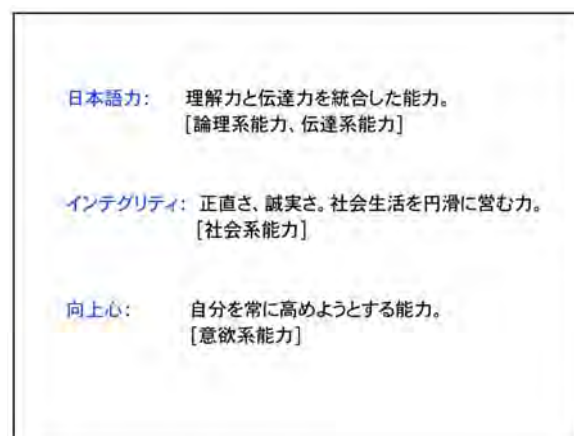 日本語力: 理解力と伝達力を統合した能力。
[論理系能力、伝達系能力]
インテグリティ: 正直さ、誠実さ。社会生活を円滑に営む力。
[社会系能力]
向上心: 自分を常に高めようとする能力。
[意欲系能力]